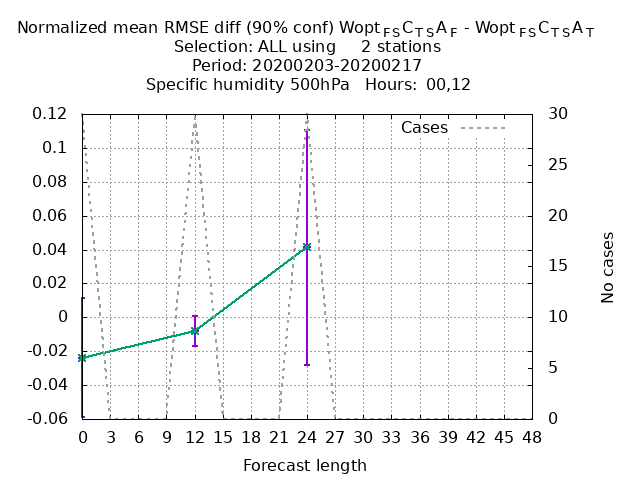 Normalized mean RMSE diff (90% conf) Wopt FS C T S A F - Wopt FS C T S A T
Selection: ALL using 2 stations
Period: 20200203-20200217
Specific humidity 500hPa Hours: 00,12
Cases
0.12
0.1
0.08
0.06
0.04
0.02
0
-0.02
-0.04
-0.06
30
25
20
15
10
5
0
No cases
0 3 6 9 12 15 18 21 24 27 30 33 36 39 42 45 48
Forecast length